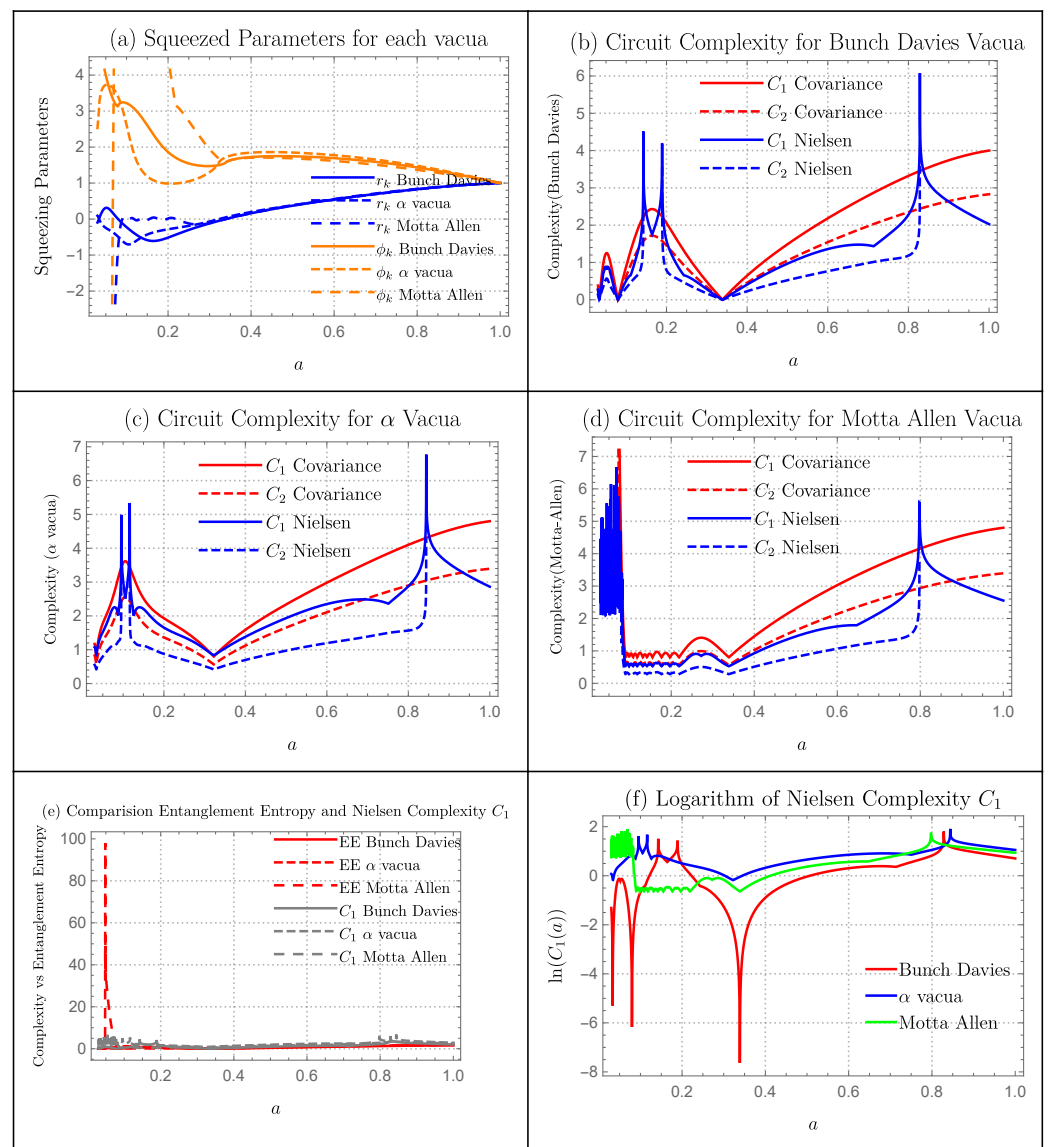 (a) Squeezed Parameters for each vacua
Squeezing Parameters
4
3
2
1
0
−1
−2
r_k Bunch Davies
r_k α vacua
r_k Motta Allen
ϕ_k Bunch Davies
ϕ_k α vacua
ϕ_k Motta Allen
0.2 0.4 0.6 0.8 1.0
a
(b) Circuit Complexity for Bunch Davies Vacua
Complexity(Bunch Davies)
6
5
4
3
2
1
0
C_1 Covariance
C_2 Covariance
C_1 Nielsen
C_2 Nielsen
0.2 0.4 0.6 0.8 1.0
a
(c) Circuit Complexity for α Vacua
Complexity (α vacua)
7
6
5
4
3
2
1
0
C_1 Covariance
C_2 Covariance
C_1 Nielsen
C_2 Nielsen
0.2 0.4 0.6 0.8 1.0
a
(d) Circuit Complexity for Motta Allen Vacua
Complexity(Motta-Allen)
7
6
5
4
3
2
1
0
C_1 Covariance
C_2 Covariance
C_1 Nielsen
C_2 Nielsen
0.2 0.4 0.6 0.8 1.0
a
(e) Comparision Entanglement Entropy and Nielsen Complexity C_1
Complexity vs Entanglement Entropy
100
80
60
40
20
0
EE Bunch Davies
EE α vacua
EE Motta Allen
C_1 Bunch Davies
C_1 α vacua
C_1 Motta Allen
0.2 0.4 0.6 0.8 1.0
a
(f) Logarithm of Nielsen Complexity C_1
ln(C_1(a))
2
0
−2
−4
−6
−8
Bunch Davies
α vacua
Motta Allen
0.2 0.4 0.6 0.8 1.0
a